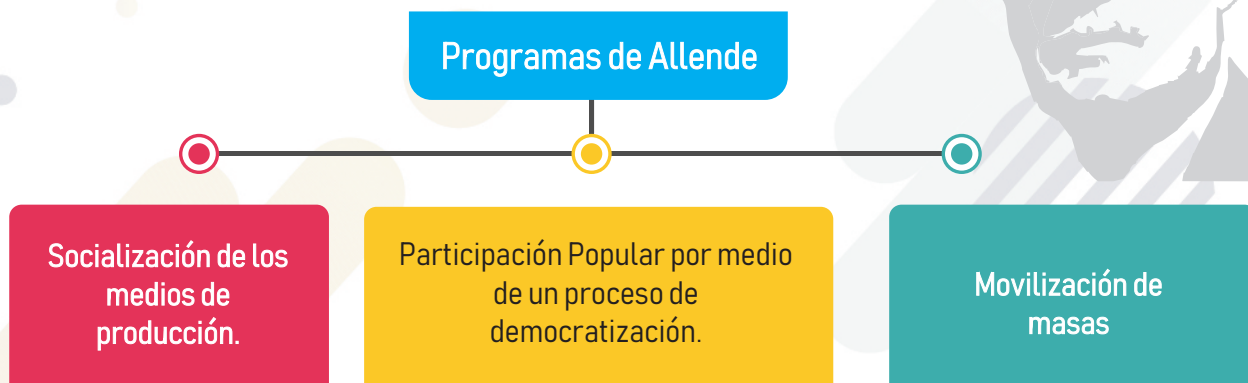 Programas de Allende
Socialización de los
medios de
producción.
Participación Popular por medio
de un proceso de
democratización.
Movilización de
masas